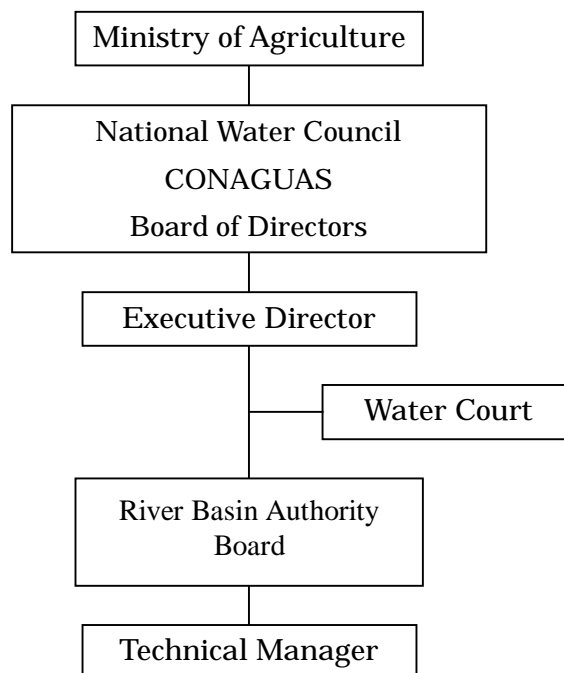 Ministry of Agriculture
National Water Council
CONAGUAS
Board of Directors
Executive Director
Water Court
River Basin Authority
Board
Technical Manager